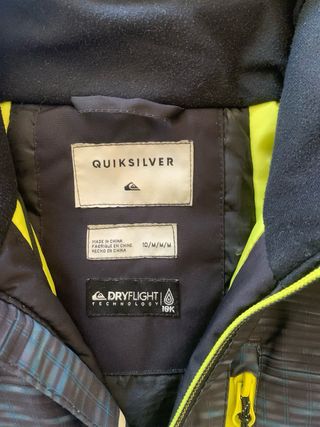 QUIKSILVER
MADE IN CHINA
FABRIQUÉ EN CHINE
HECHO EN CHINA
10/M/M/M
DRYFLIGHT
TECHNOLOGY
10K